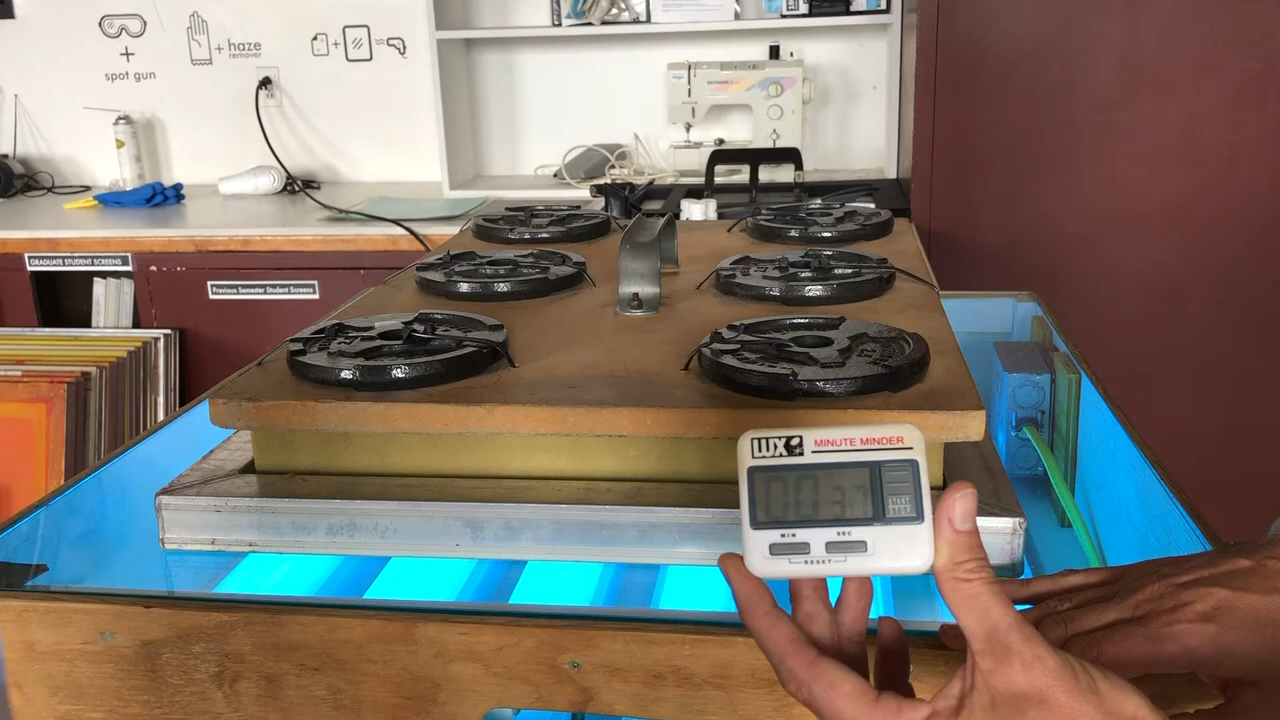 spot gun
+ haze
remover
GRADUATE STUDENT SCREENS
Previous Semester Student Screens
LUX
MINUTE MINDER
00 37
START
STOP
MIN
SEC
RESET